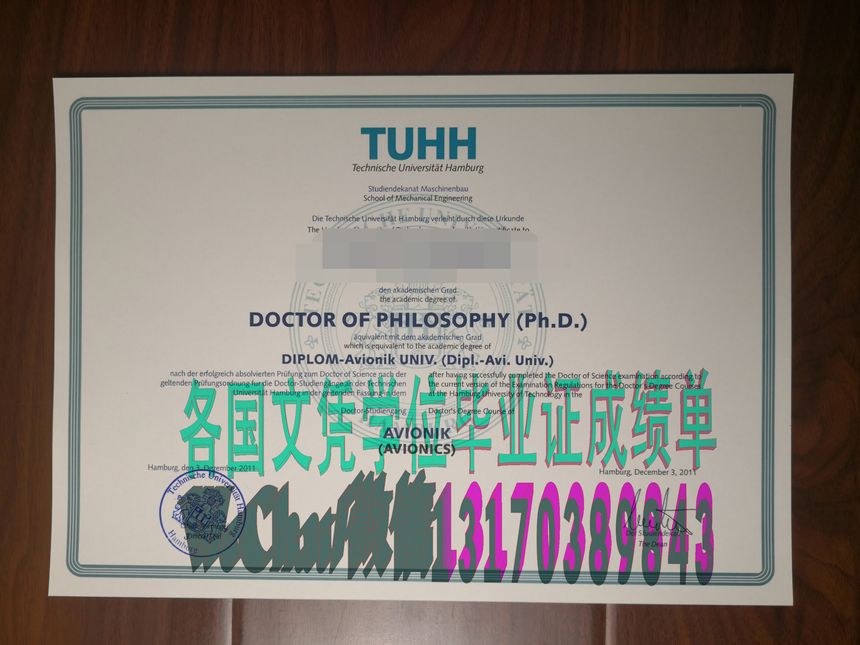 TUHH
Technische Universität Hamburg
Studiendekanat Maschinenbau
School of Mechanical Engineering
Die Technische Universität Hamburg verleiht durch diese Urkunde
den akademischen Grad
the academic degree of
DOCTOR OF PHILOSOPHY (Ph.D.)
äquivalent mit dem akademischen Grad
which is equivalent to the academic degree of
DIPLOM-Avionik UNIV. (Dipl.-Avi. Univ.)
nach der erfolgreich absolvierten Prüfung zum Doctor of Science nach der
geltenden Prüfungsordnung für die Doctor-Studiengang an der Technischen
Universität Hamburg in der geltenden Fassung in dem
after having successfully completed the Doctor of Science examination according to
the current version of the Examination Regulations for the Doctor's Degree Course
at the Hamburg University of Technology in the
Doctor-Studiengang
Doctor's Degree Course of
各国文凭学位毕业证成绩单
AVIONIK
(AVIONICS)
Hamburg, den 3. Dezember 2011
Hamburg, December 3, 2011
Technische Universität Hamburg
WeChat/微信13170389843
The Dean